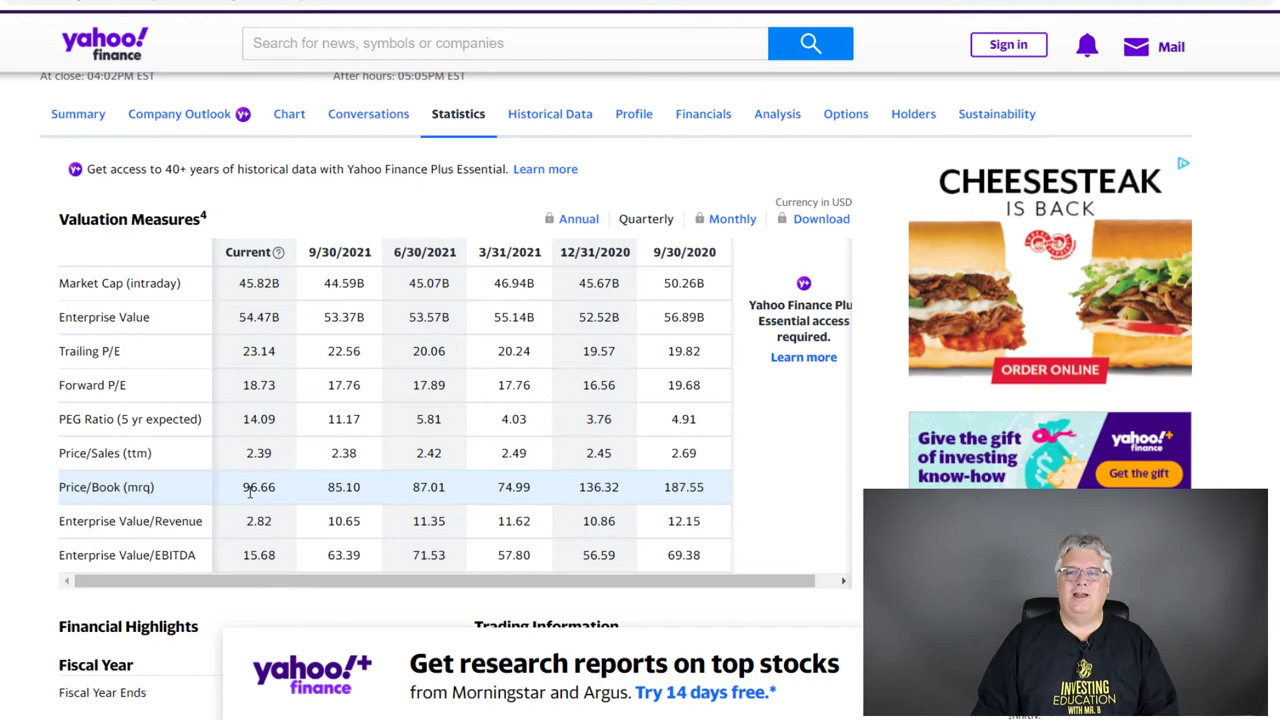 yahoo!
finance
Search for news, symbols or companies
Sign in
Mail
At close: 04:02PM EST
After hours: 05:05PM EST
Summary
Company Outlook y+
Chart
Conversations
Statistics
Historical Data
Profile
Financials
Analysis
Options
Holders
Sustainability
y+ Get access to 40+ years of historical data with Yahoo Finance Plus Essential. Learn more
Currency in USD
Valuation Measures4
Annual Quarterly Monthly Download
Current 9/30/2021 6/30/2021 3/31/2021 12/31/2020 9/30/2020
Market Cap (intraday) 45.82B 44.59B 45.07B 46.94B 45.67B 50.26B
Enterprise Value 54.47B 53.37B 53.57B 55.14B 52.52B 56.89B
Trailing P/E 23.14 22.56 20.06 20.24 19.57 19.82
Forward P/E 18.73 17.76 17.89 17.76 16.56 19.68
PEG Ratio (5 yr expected) 14.09 11.17 5.81 4.03 3.76 4.91
Price/Sales (ttm) 2.39 2.38 2.42 2.49 2.45 2.69
Price/Book (mrq) 96.66 85.10 87.01 74.99 136.32 187.55
Enterprise Value/Revenue 2.82 10.65 11.35 11.62 10.86 12.15
Enterprise Value/EBITDA 15.68 63.39 71.53 57.80 56.59 69.38
y+
Yahoo Finance Plu
Essential access
required.
Learn more
CHEESESTEAK
IS BACK
ORDER ONLINE
Give the gift
of investing
know-how
yahoo!+
finance
Get the gift
Financial Highlights
Trading Information
Fiscal Year
Fiscal Year Ends
yahoo!+
finance
Get research reports on top stocks
from Morningstar and Argus. Try 14 days free.*
INVESTING
EDUCATION
WITH MR. B